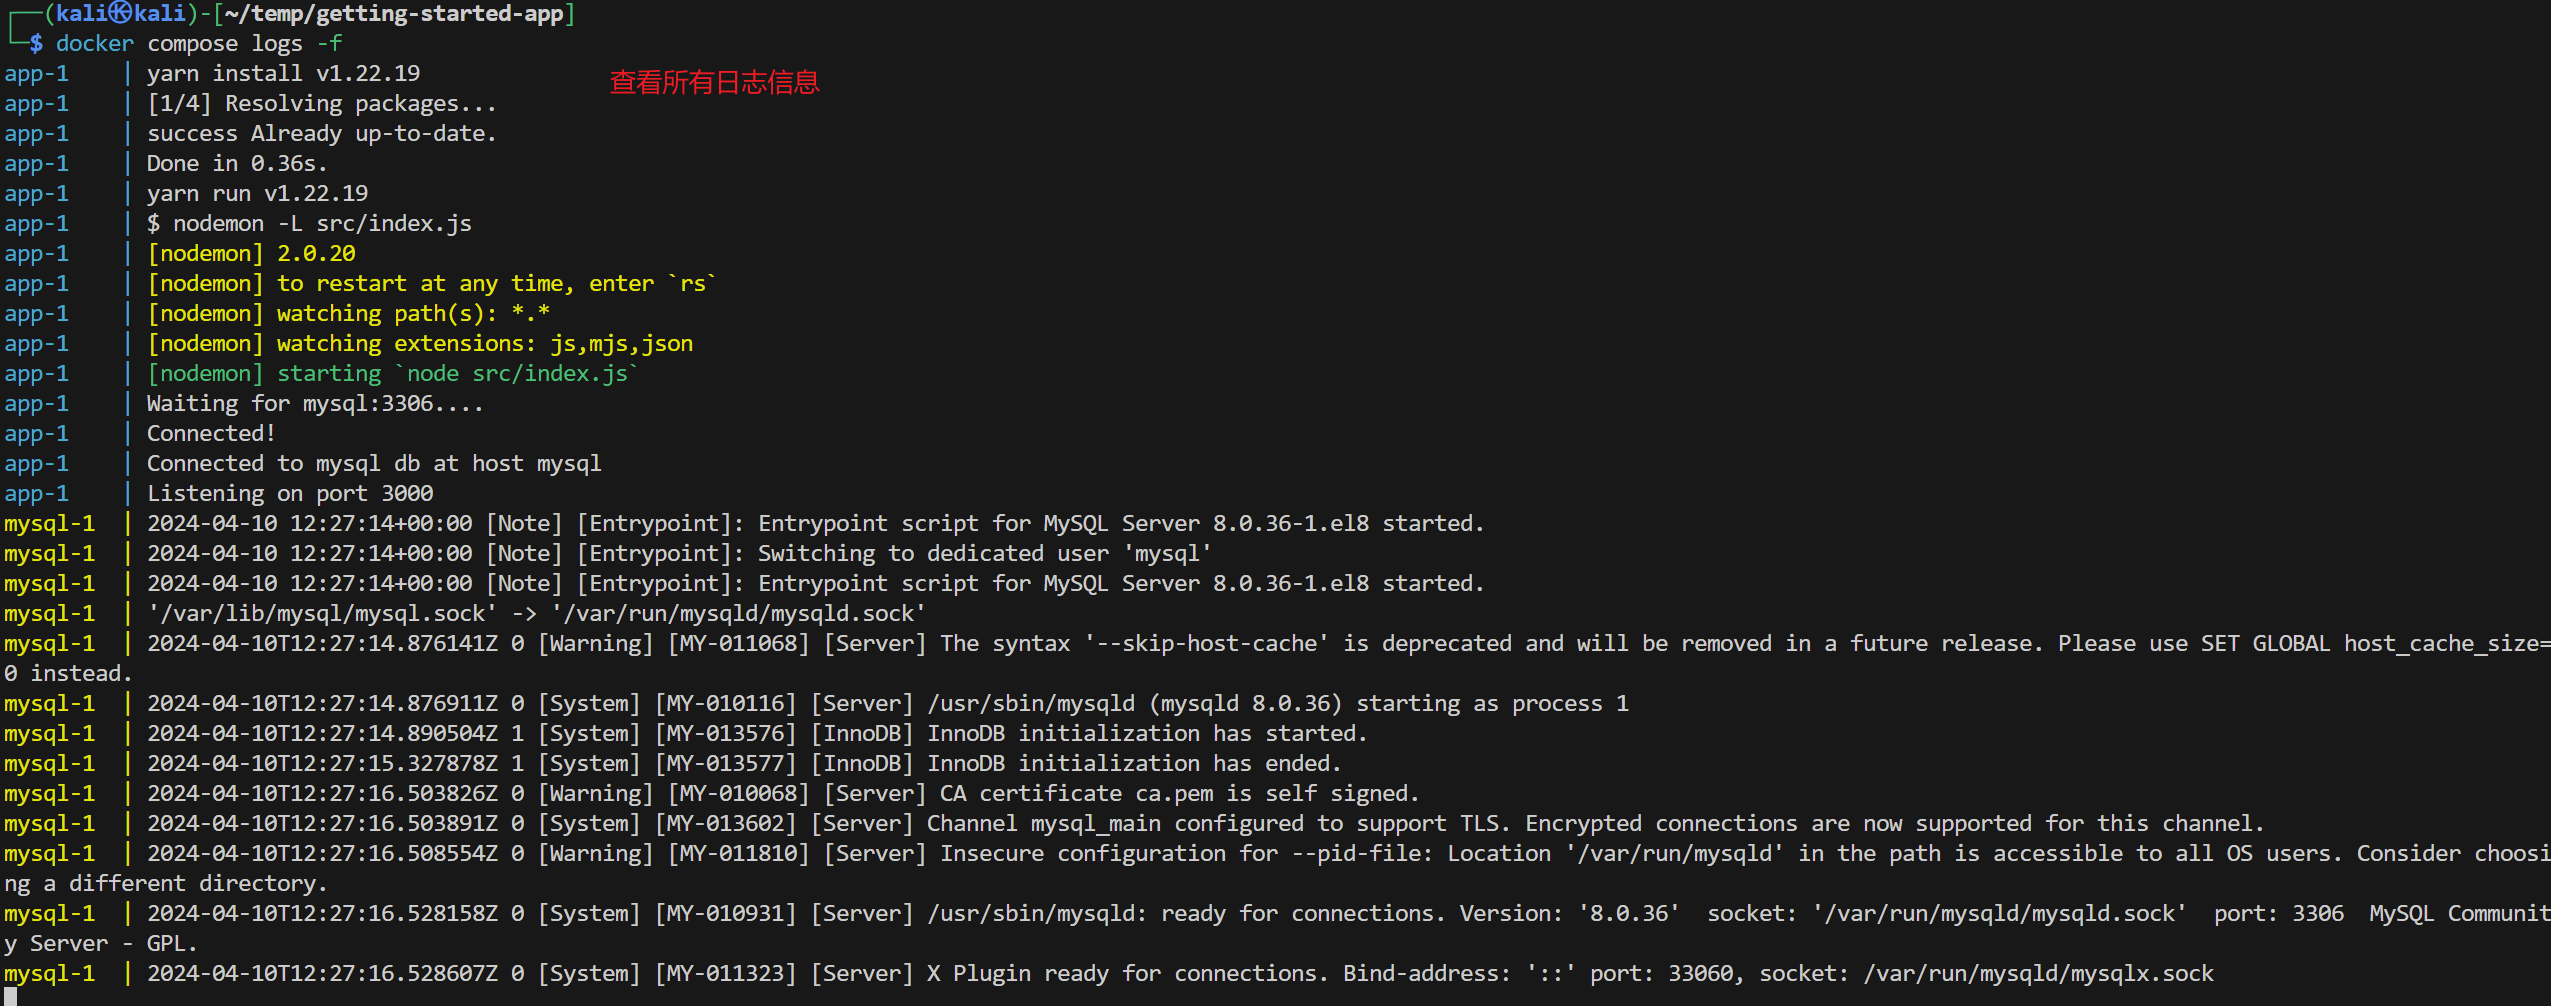 ┌──(kali㉿kali)-[~/temp/getting-started-app]
└─$ docker compose logs -f
app-1    | yarn install v1.22.19
查看所有日志信息
app-1    | [1/4] Resolving packages...
app-1    | success Already up-to-date.
app-1    | Done in 0.36s.
app-1    | yarn run v1.22.19
app-1    | $ nodemon -L src/index.js
app-1    | [nodemon] 2.0.20
app-1    | [nodemon] to restart at any time, enter `rs`
app-1    | [nodemon] watching path(s): *.*
app-1    | [nodemon] watching extensions: js,mjs,json
app-1    | [nodemon] starting `node src/index.js`
app-1    | Waiting for mysql:3306....
app-1    | Connected!
app-1    | Connected to mysql db at host mysql
app-1    | Listening on port 3000
mysql-1  | 2024-04-10 12:27:14+00:00 [Note] [Entrypoint]: Entrypoint script for MySQL Server 8.0.36-1.el8 started.
mysql-1  | 2024-04-10 12:27:14+00:00 [Note] [Entrypoint]: Switching to dedicated user 'mysql'
mysql-1  | 2024-04-10 12:27:14+00:00 [Note] [Entrypoint]: Entrypoint script for MySQL Server 8.0.36-1.el8 started.
mysql-1  | '/var/lib/mysql/mysql.sock' -> '/var/run/mysqld/mysqld.sock'
mysql-1  | 2024-04-10T12:27:14.876141Z 0 [Warning] [MY-011068] [Server] The syntax '--skip-host-cache' is deprecated and will be removed in a future release. Please use SET GLOBAL host_cache_size=
0 instead.
mysql-1  | 2024-04-10T12:27:14.876911Z 0 [System] [MY-010116] [Server] /usr/sbin/mysqld (mysqld 8.0.36) starting as process 1
mysql-1  | 2024-04-10T12:27:14.890504Z 1 [System] [MY-013576] [InnoDB] InnoDB initialization has started.
mysql-1  | 2024-04-10T12:27:15.327878Z 1 [System] [MY-013577] [InnoDB] InnoDB initialization has ended.
mysql-1  | 2024-04-10T12:27:16.503826Z 0 [Warning] [MY-010068] [Server] CA certificate ca.pem is self signed.
mysql-1  | 2024-04-10T12:27:16.503891Z 0 [System] [MY-013602] [Server] Channel mysql_main configured to support TLS. Encrypted connections are now supported for this channel.
mysql-1  | 2024-04-10T12:27:16.508554Z 0 [Warning] [MY-011810] [Server] Insecure configuration for --pid-file: Location '/var/run/mysqld' in the path is accessible to all OS users. Consider choosi
ng a different directory.
mysql-1  | 2024-04-10T12:27:16.528158Z 0 [System] [MY-010931] [Server] /usr/sbin/mysqld: ready for connections. Version: '8.0.36'  socket: '/var/run/mysqld/mysqld.sock'  port: 3306  MySQL Communit
y Server - GPL.
mysql-1  | 2024-04-10T12:27:16.528607Z 0 [System] [MY-011323] [Server] X Plugin ready for connections. Bind-address: '::' port: 33060, socket: /var/run/mysqld/mysqlx.sock